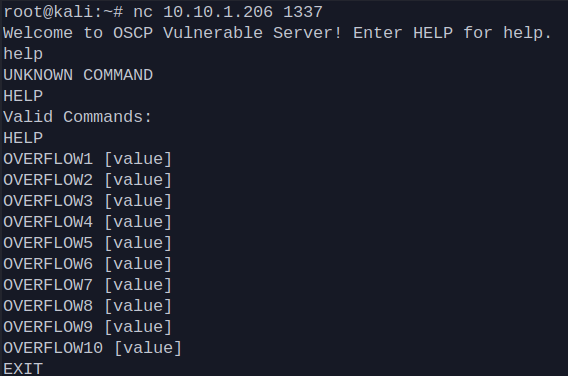 root@kali:~# nc 10.10.1.206 1337
Welcome to OSCP Vulnerable Server! Enter HELP for help.
help
UNKNOWN COMMAND
HELP
Valid Commands:
HELP
OVERFLOW1 [value]
OVERFLOW2 [value]
OVERFLOW3 [value]
OVERFLOW4 [value]
OVERFLOW5 [value]
OVERFLOW6 [value]
OVERFLOW7 [value]
OVERFLOW8 [value]
OVERFLOW9 [value]
OVERFLOW10 [value]
EXIT